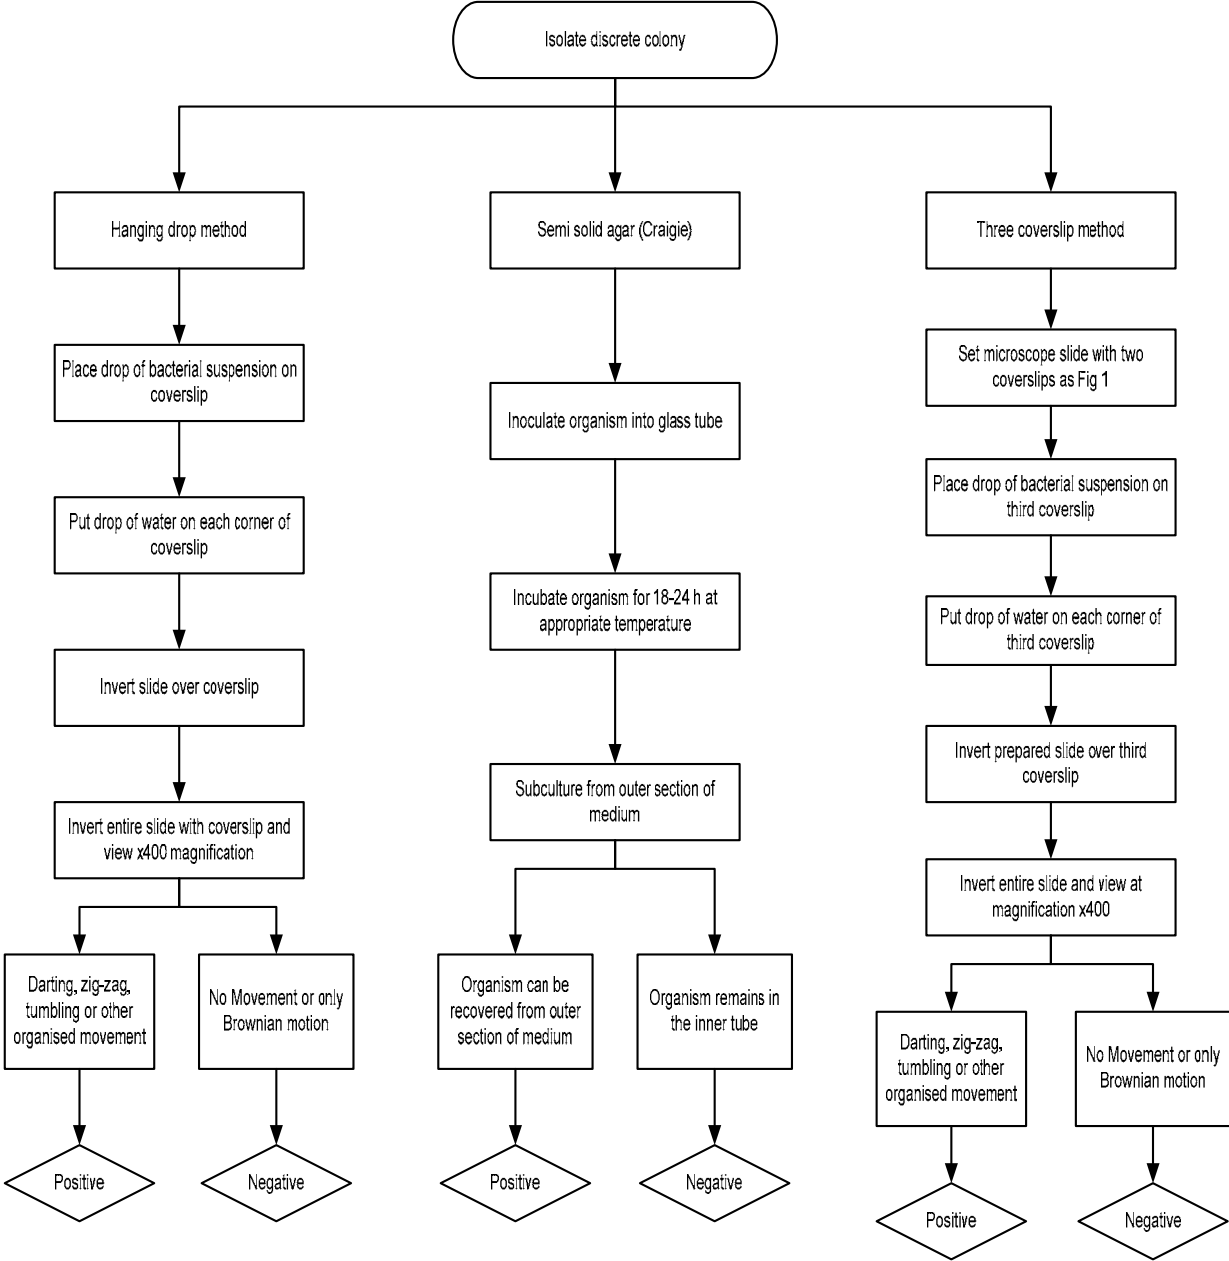 Isolate discrete colony
Hanging drop method
Place drop of bacterial suspension on
coverslip
Put drop of water on each corner of
coverslip
Invert slide over coverslip
Invert entire slide with coverslip and
view x400 magnification
Darting, zig-zag,
tumbling or other
organised movement
No Movement or only
Brownian motion
Positive
Negative
Semi solid agar (Craigie)
Inoculate organism into glass tube
Incubate organism for 18-24 h at
appropriate temperature
Subculture from outer section of
medium
Organism can be
recovered from outer
section of medium
Organism remains in
the inner tube
Positive
Negative
Three coverslip method
Set microscope slide with two
coverslips as Fig 1
Place drop of bacterial suspension on
third coverslip
Put drop of water on each corner of
third coverslip
Invert prepared slide over third
coverslip
Invert entire slide and view at
magnification x400
Darting, zig-zag,
tumbling or other
organised movement
No Movement or only
Brownian motion
Positive
Negative